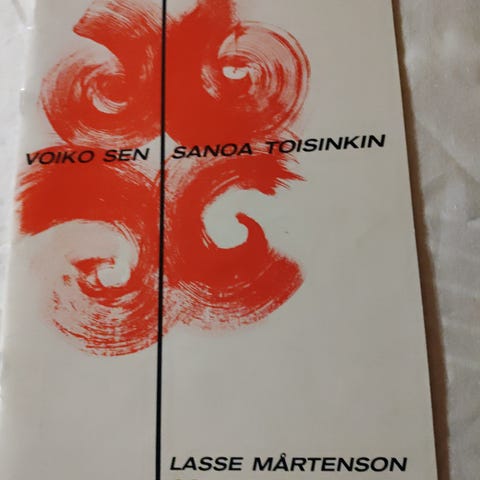 VOIKO SEN SANOA TOISINKIN
LASSE MÅRTENSON